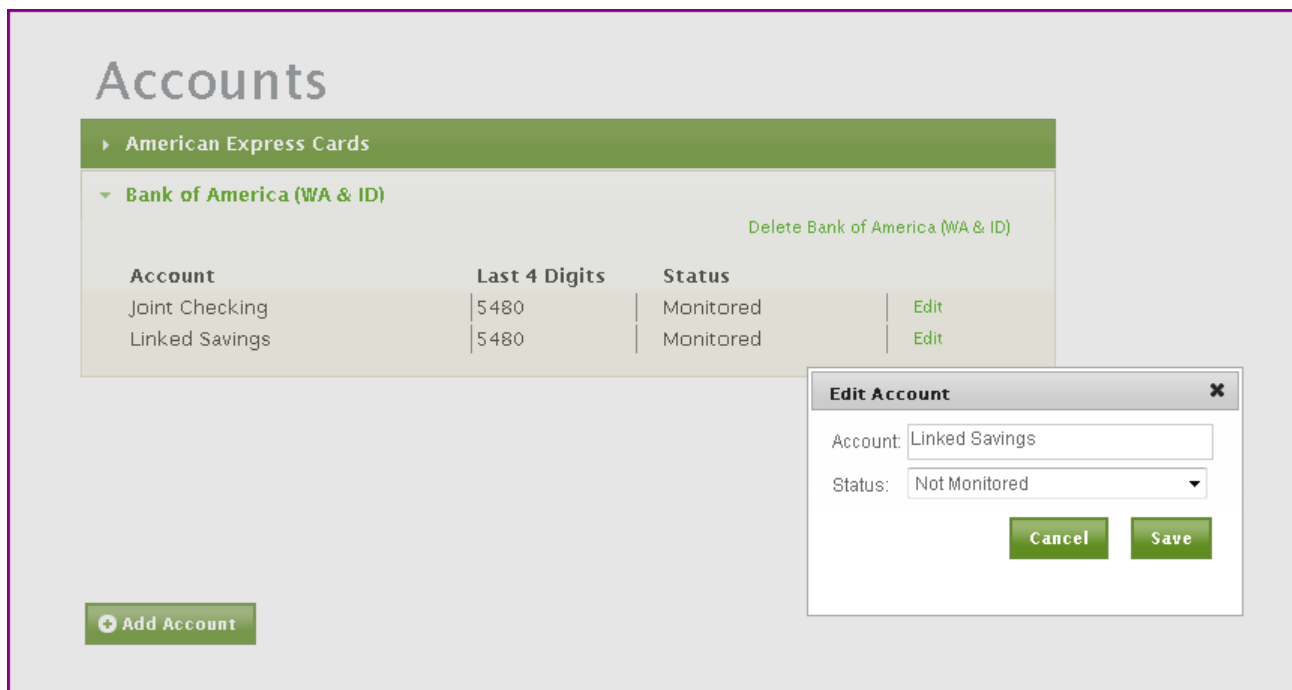 Accounts
American Express Cards
Bank of America (WA & ID)
Delete Bank of America (WA & ID)
Account Last 4 Digits Status
Joint Checking 5480 Monitored Edit
Linked Savings 5480 Monitored Edit
Edit Account
Account: Linked Savings
Status: Not Monitored
Cancel Save
Add Account